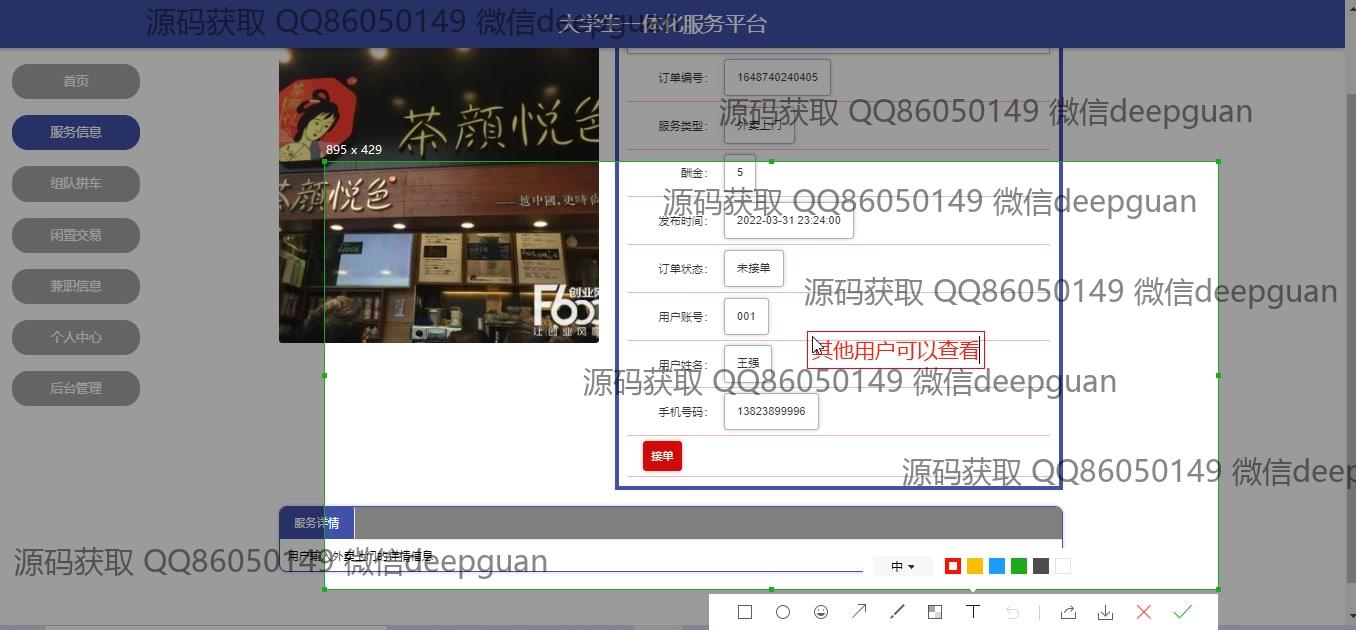 源码获取 QQ86050149 微信deepguan
大学生一体化服务平台
首页
服务信息
组队拼车
闲置交易
兼职信息
个人中心
后台管理
茶颜悦色
895 x 429
茶颜悦色
创业
让创业风
订单编号:
1648740240405
源码获取 QQ86050149 微信deepguan
服务类型:
外卖上门
酬金:
5
源码获取 QQ86050149 微信deepguan
发布时间:
2022-03-31 23:24:00
订单状态:
未接单
源码获取 QQ86050149 微信deepguan
用户账号:
001
其他用户可以查看
用户姓名:
王强
源码获取 QQ86050149 微信deepguan
手机号码:
13823899996
接单
源码获取 QQ86050149 微信deep
服务详情
用户输入外卖上门的详情信息
源码获取 QQ86050149 微信deepguan
中